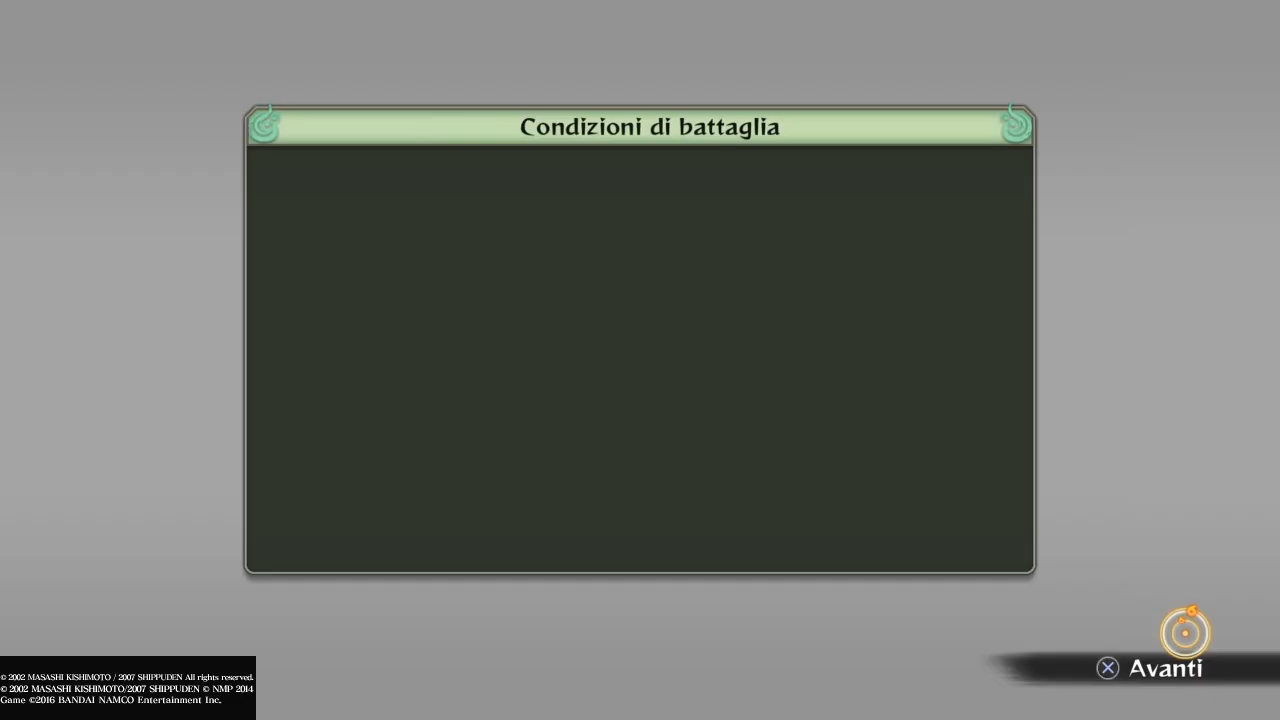 Condizioni di battaglia
Avanti
© 2002 MASASHI KISHIMOTO / 2007 SHIPPUDEN All rights reserved.
© 2002 MASASHI KISHIMOTO/2007 SHIPPUDEN © NMP 2014
Game ©2016 BANDAI NAMCO Entertainment Inc.